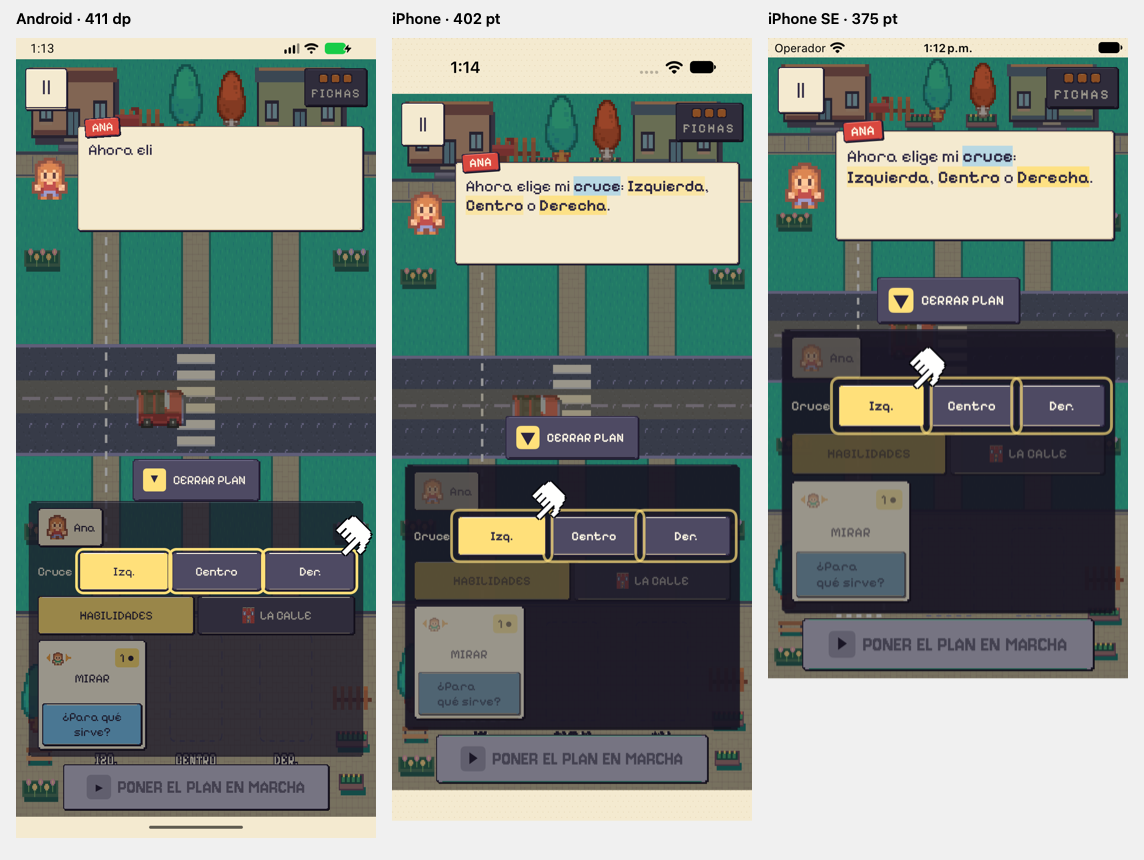 Android · 411 dp
1:13
FICHAS
ANA
Ahora eli
CERRAR PLAN
Ana
Cruce
Izq.
Centro
Der.
HABILIDADES
LA CALLE
1
MIRAR
¿Para qué
sirve?
IZQ.
CENTRO
DER.
PONER EL PLAN EN MARCHA
iPhone · 402 pt
1:14
FICHAS
ANA
Ahora elige mi cruce: Izquierda,
Centro o Derecha.
CERRAR PLAN
Ana
Cruce
Izq.
Centro
Der.
HABILIDADES
LA CALLE
1
MIRAR
¿Para
qué sirve?
PONER EL PLAN EN MARCHA
iPhone SE · 375 pt
Operador
1:12 p.m.
FICHAS
ANA
Ahora elige mi cruce:
Izquierda, Centro o Derecha.
CERRAR PLAN
Ana
Cruce
Izq.
Centro
Der.
HABILIDADES
LA CALLE
1
MIRAR
¿Para
qué sirve?
PONER EL PLAN EN MARCHA